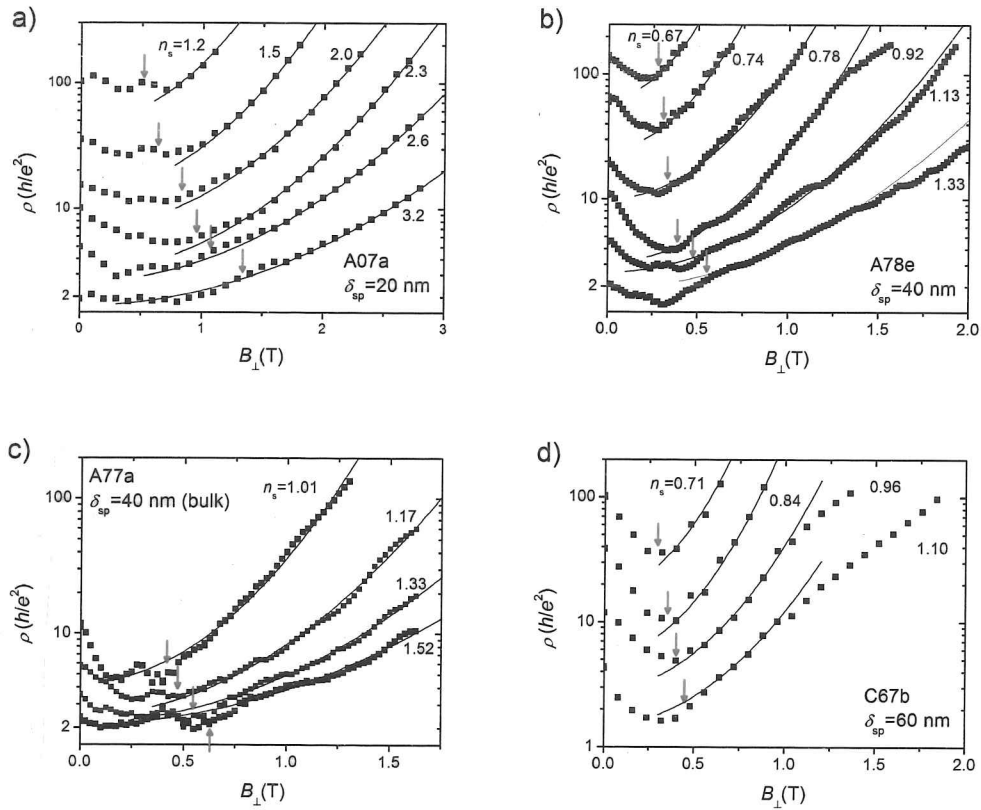 a)
ρ (h/e²)
100
10
2
n_s=1.2
1.5
2.0
2.3
2.6
3.2
A07a
δ_sp=20 nm
0
1
2
3
B_⊥(T)
b)
ρ (h/e²)
100
10
2
n_s=0.67
0.74
0.78
0.92
1.13
1.33
A78e
δ_sp=40 nm
0.0
0.5
1.0
1.5
2.0
B_⊥(T)
c)
ρ (h/e²)
100
10
2
A77a
δ_sp=40 nm (bulk)
n_s=1.01
1.17
1.33
1.52
0.0
0.5
1.0
1.5
B_⊥(T)
d)
ρ (h/e²)
100
10
1
n_s=0.71
0.84
0.96
1.10
C67b
δ_sp=60 nm
0.0
0.5
1.0
1.5
2.0
B_⊥(T)